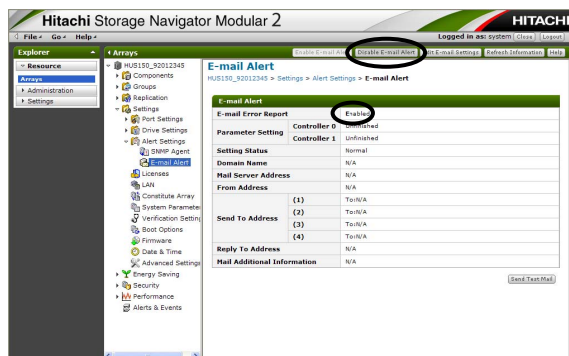 Hitachi Storage Navigator Modular 2
HITACHI
File Go Help
Logged in as: system Close Logout
Explorer
Arrays
Enable E-mail Alert Disable E-mail Alert Edit E-mail Settings Refresh Information Help
Resource
Arrays
Administration
Settings
HUS150_92012345
Components
Groups
Replication
Settings
Port Settings
Drive Settings
Alert Settings
SNMP Agent
E-mail Alert
Licenses
LAN
Constitute Array
System Parameter
Verification Setting
Boot Options
Firmware
Date & Time
Advanced Settings
Energy Saving
Security
Performance
Alerts & Events
E-mail Alert
HUS150_92012345 > Settings > Alert Settings > E-mail Alert
E-mail Alert
E-mail Error Report Enabled
Parameter Setting Controller 0 Unfinished
Controller 1 Unfinished
Setting Status Normal
Domain Name N/A
Mail Server Address N/A
From Address N/A
Send To Address (1) To:N/A
(2) To:N/A
(3) To:N/A
(4) To:N/A
Reply To Address N/A
Mail Additional Information N/A
Send Test Mail